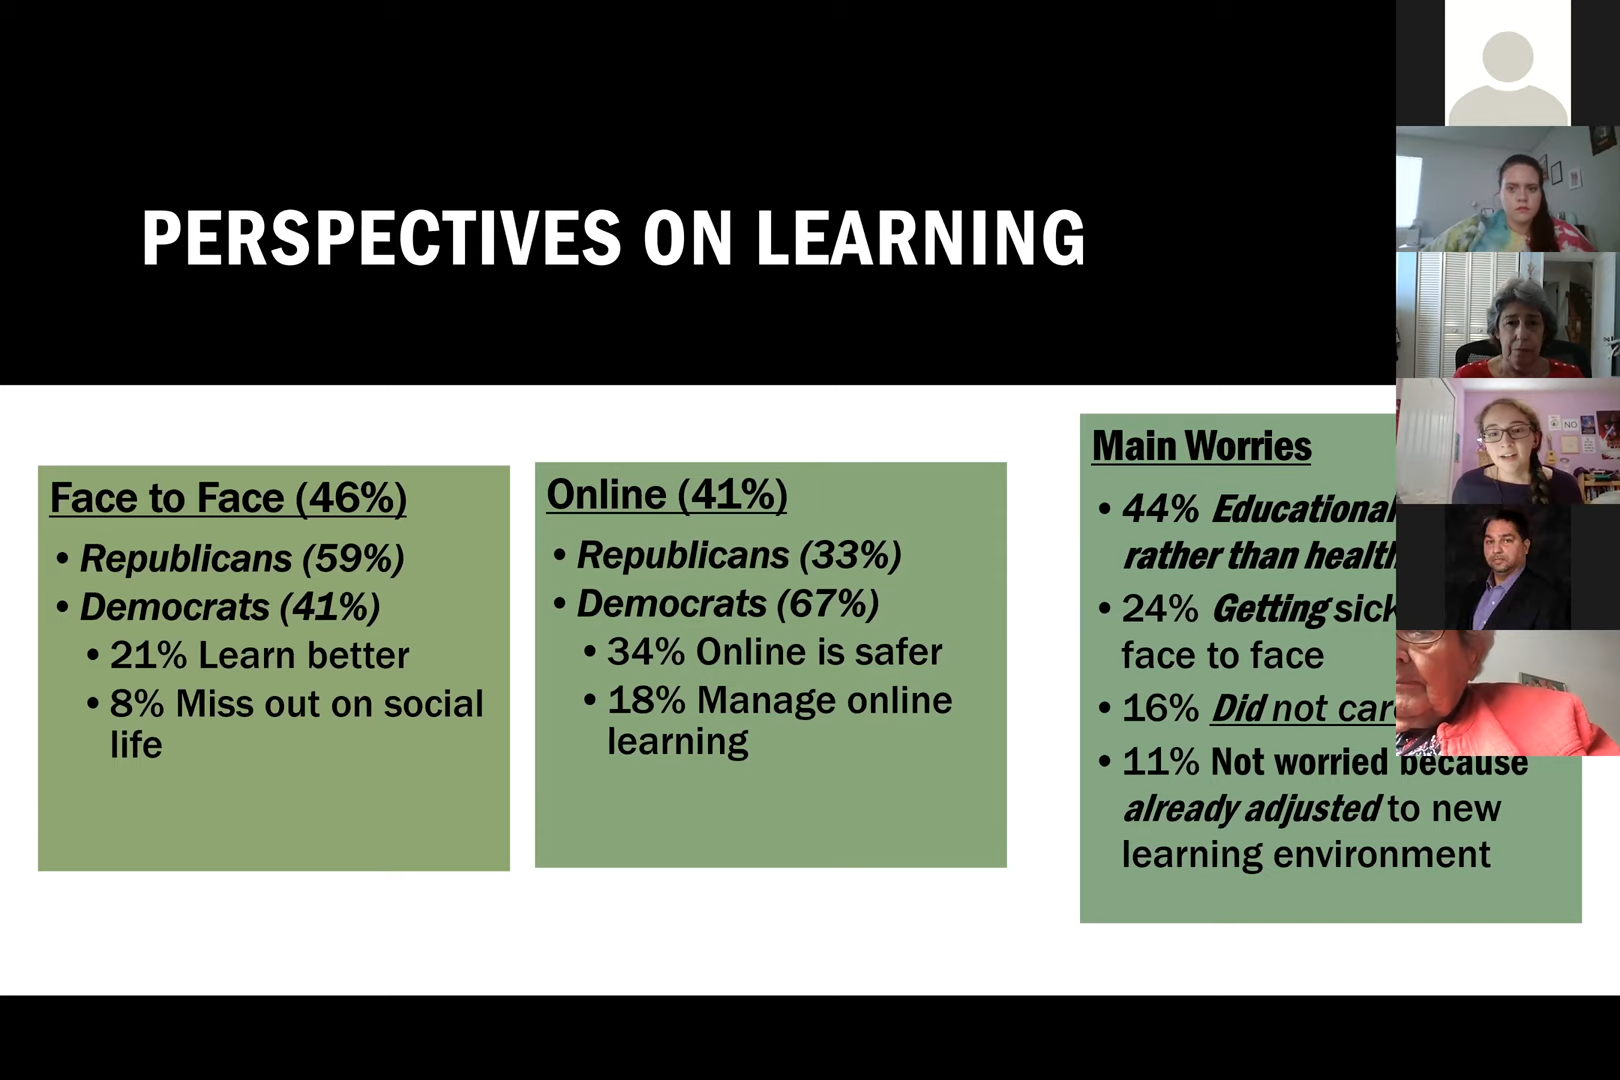 PERSPECTIVES ON LEARNING
Face to Face (46%)
• Republicans (59%)
• Democrats (41%)
• 21% Learn better
• 8% Miss out on social
life
Online (41%)
• Republicans (33%)
• Democrats (67%)
• 34% Online is safer
• 18% Manage online
learning
Main Worries
• 44% Educational
rather than health
• 24% Getting sick
face to face
• 16% Did not care
• 11% Not worried because
already adjusted to new
learning environment
NO